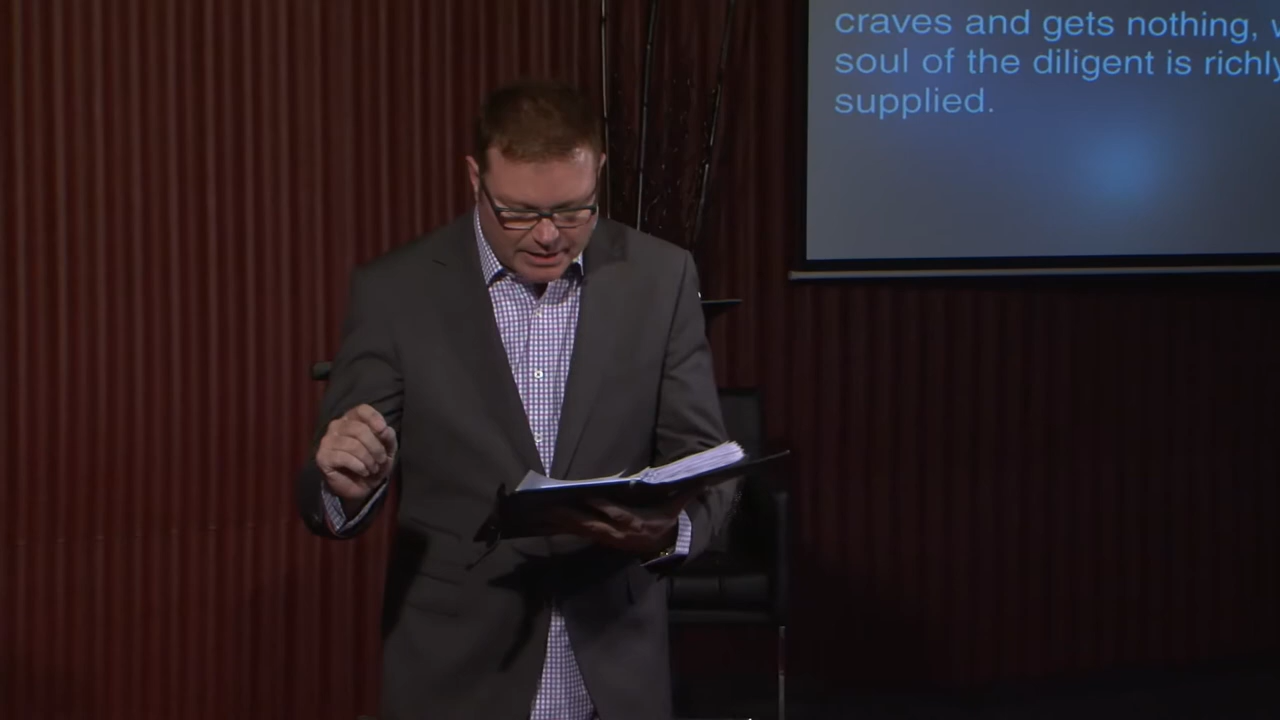 craves and gets nothing,
soul of the diligent is richly
supplied.